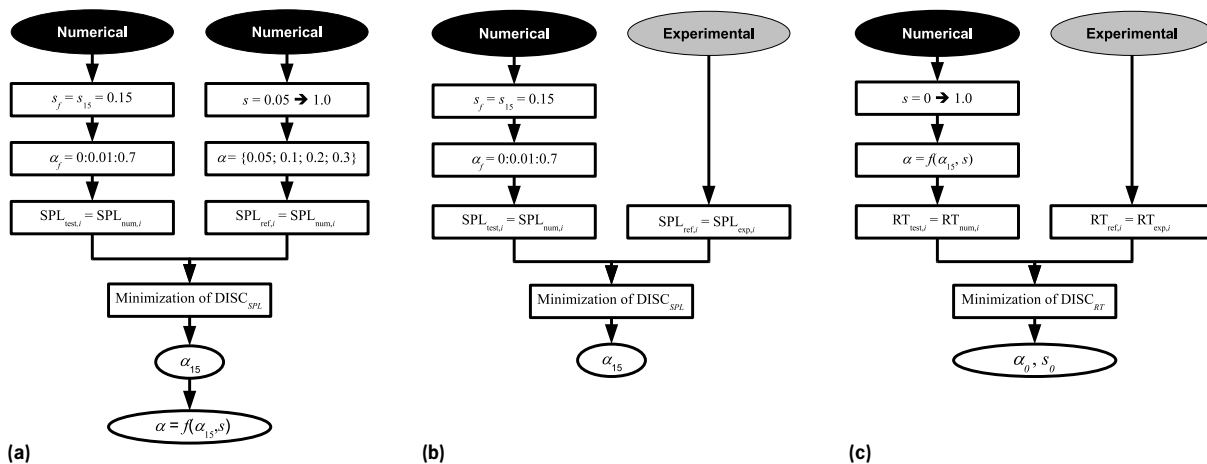 Numerical
Numerical
s_f = s_15 = 0.15
s = 0.05 ➔ 1.0
α_f = 0:0.01:0.7
α = {0.05; 0.1; 0.2; 0.3}
SPL_test,i = SPL_num,i
SPL_ref,i = SPL_num,i
Minimization of DISC_SPL
α_15
α = f(α_15,s)
(a)
Numerical
Experimental
s_f = s_15 = 0.15
α_f = 0:0.01:0.7
SPL_test,i = SPL_num,i
SPL_ref,i = SPL_exp,i
Minimization of DISC_SPL
α_15
(b)
Numerical
Experimental
s = 0 ➔ 1.0
α = f(α_15, s)
RT_test,i = RT_num,i
RT_ref,i = RT_exp,i
Minimization of DISC_RT
α_0 , s_0
(c)